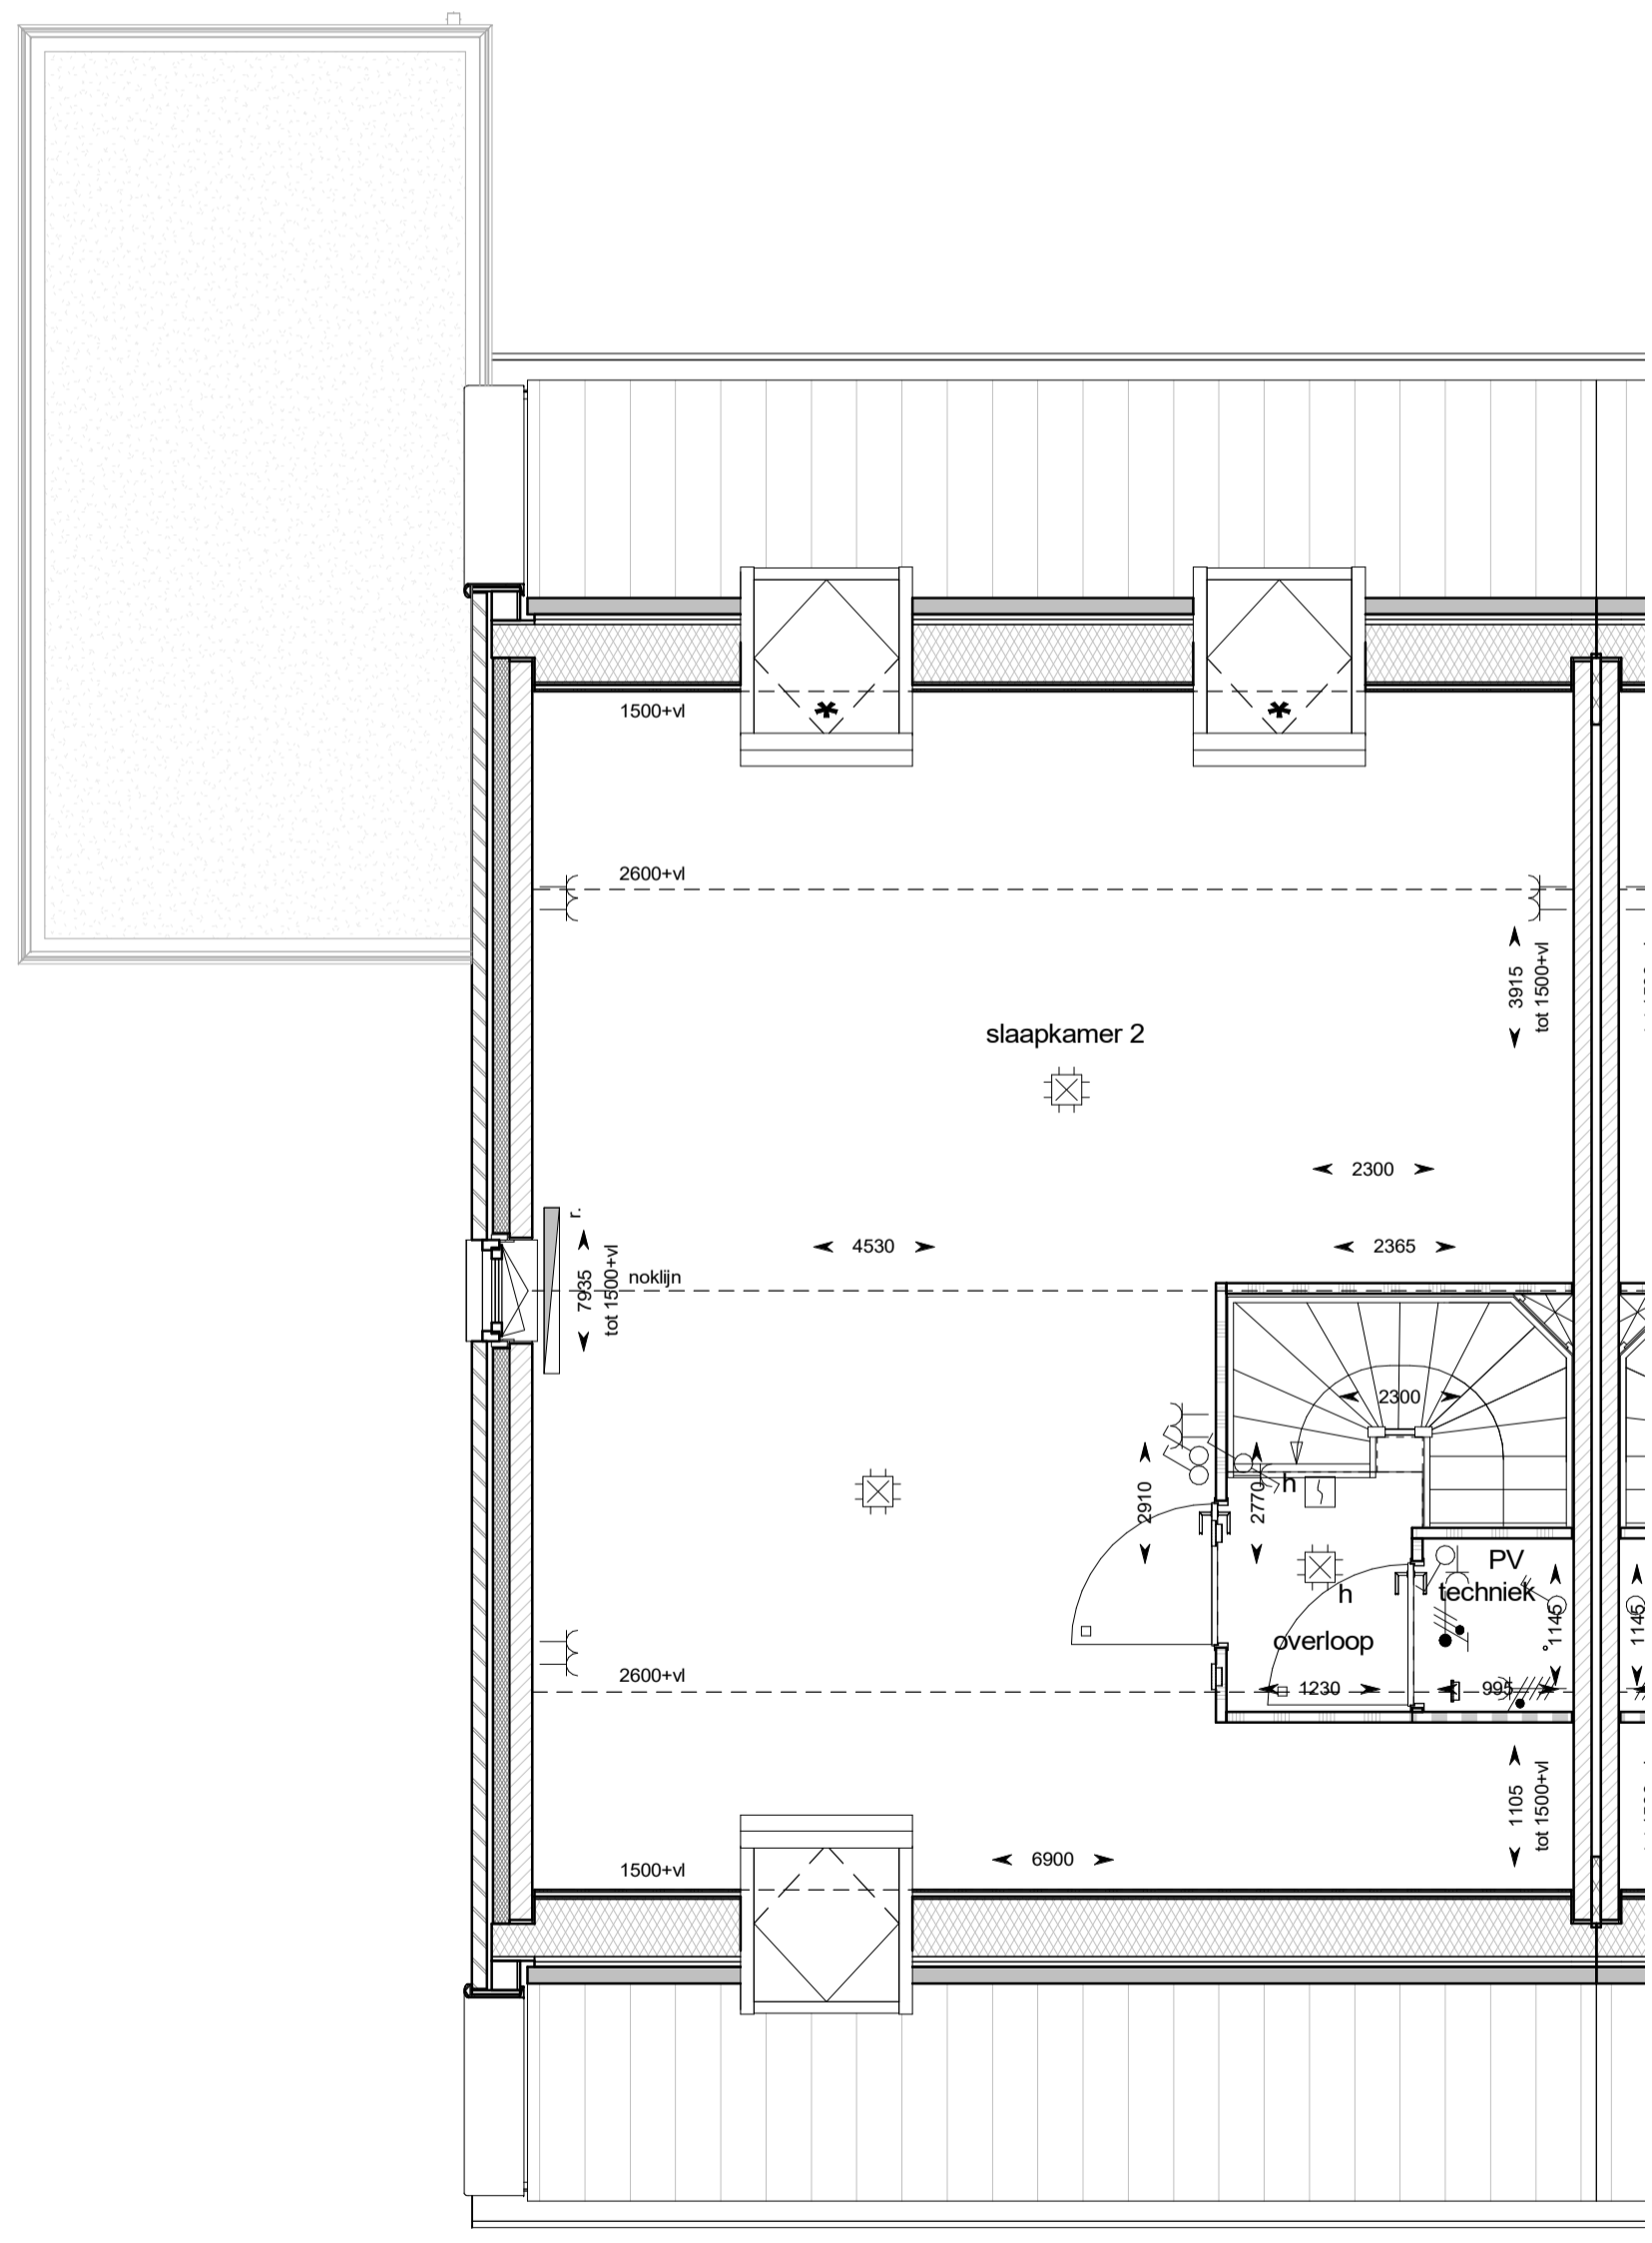 1500+vl
2600+vl
3915
tot 1500+vl
slaapkamer 2
2300
4530
2365
r.
7935
tot 1500+vl
noklijn
2300
2910
2770
h
PV
techniek
h
1145
1145
overloop
2600+vl
1230
995
1105
tot 1500+vl
1500+vl
6900